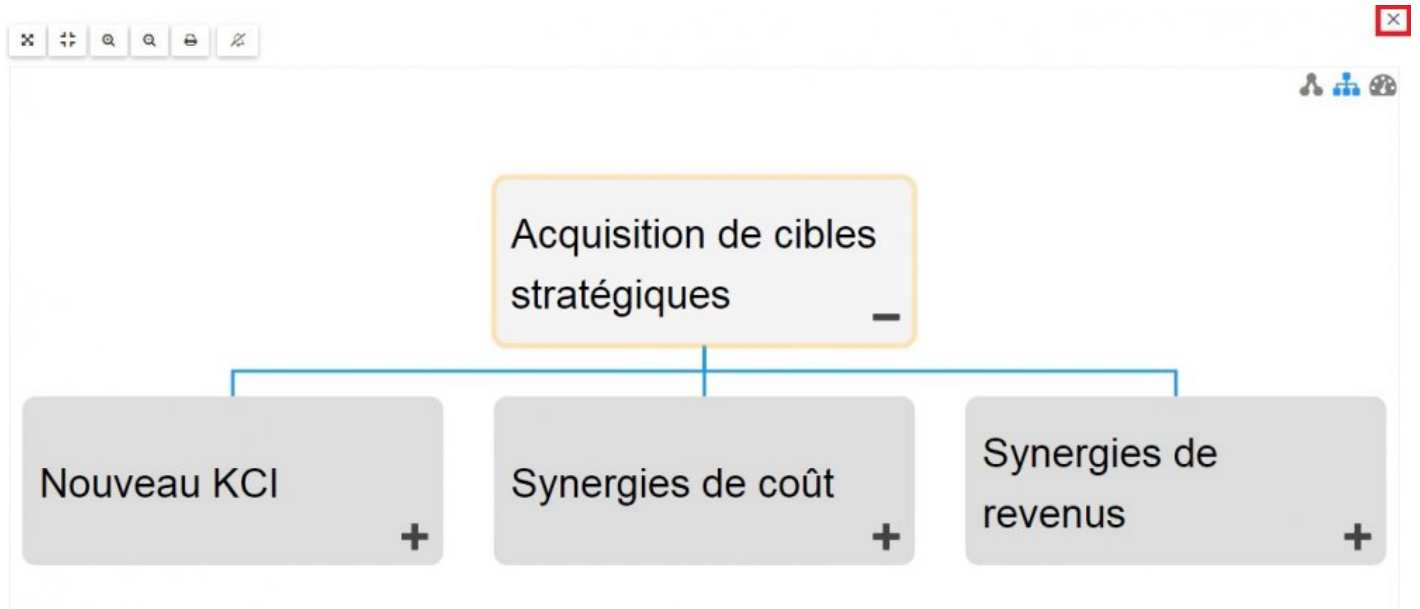 Acquisition de cibles
stratégiques
Nouveau KCI
Synergies de coût
Synergies de
revenus